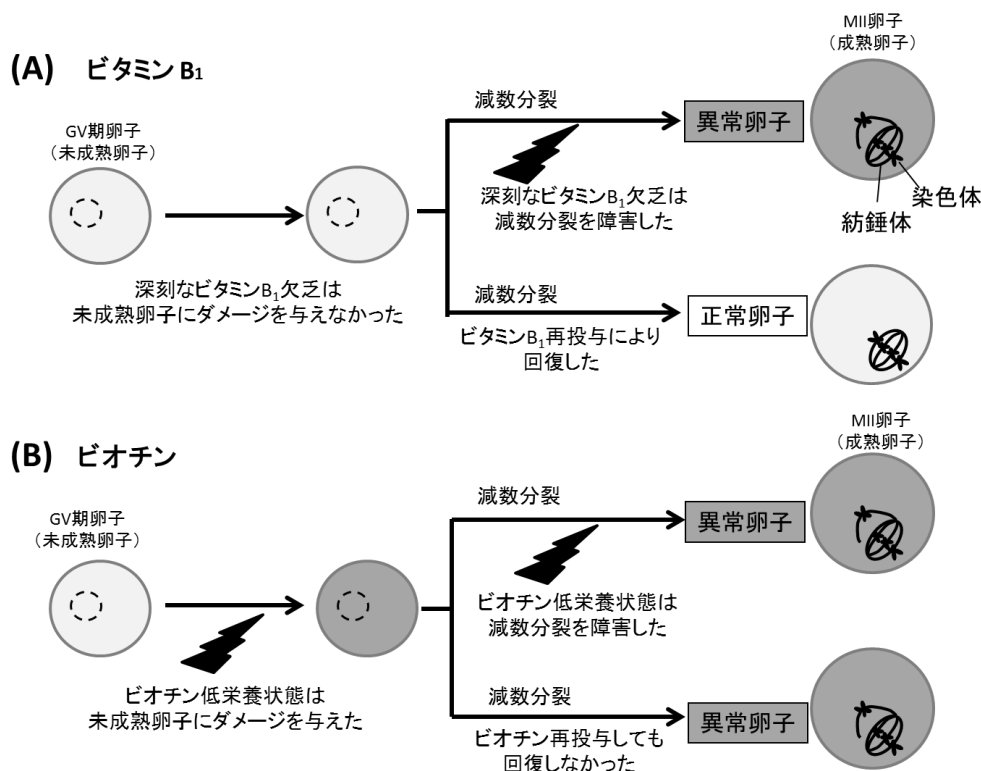 (A) ビタミン B₁
GV期卵子
(未成熟卵子)
深刻なビタミンB₁欠乏は
未成熟卵子にダメージを与えなかった
減数分裂
深刻なビタミンB₁欠乏は
減数分裂を障害した
異常卵子
MII卵子
(成熟卵子)
染色体
紡錘体
減数分裂
ビタミンB₁再投与により
回復した
正常卵子
(B) ビオチン
GV期卵子
(未成熟卵子)
ビオチン低栄養状態は
未成熟卵子にダメージを与えた
減数分裂
ビオチン低栄養状態は
減数分裂を障害した
異常卵子
MII卵子
(成熟卵子)
減数分裂
ビオチン再投与しても
回復しなかった
異常卵子